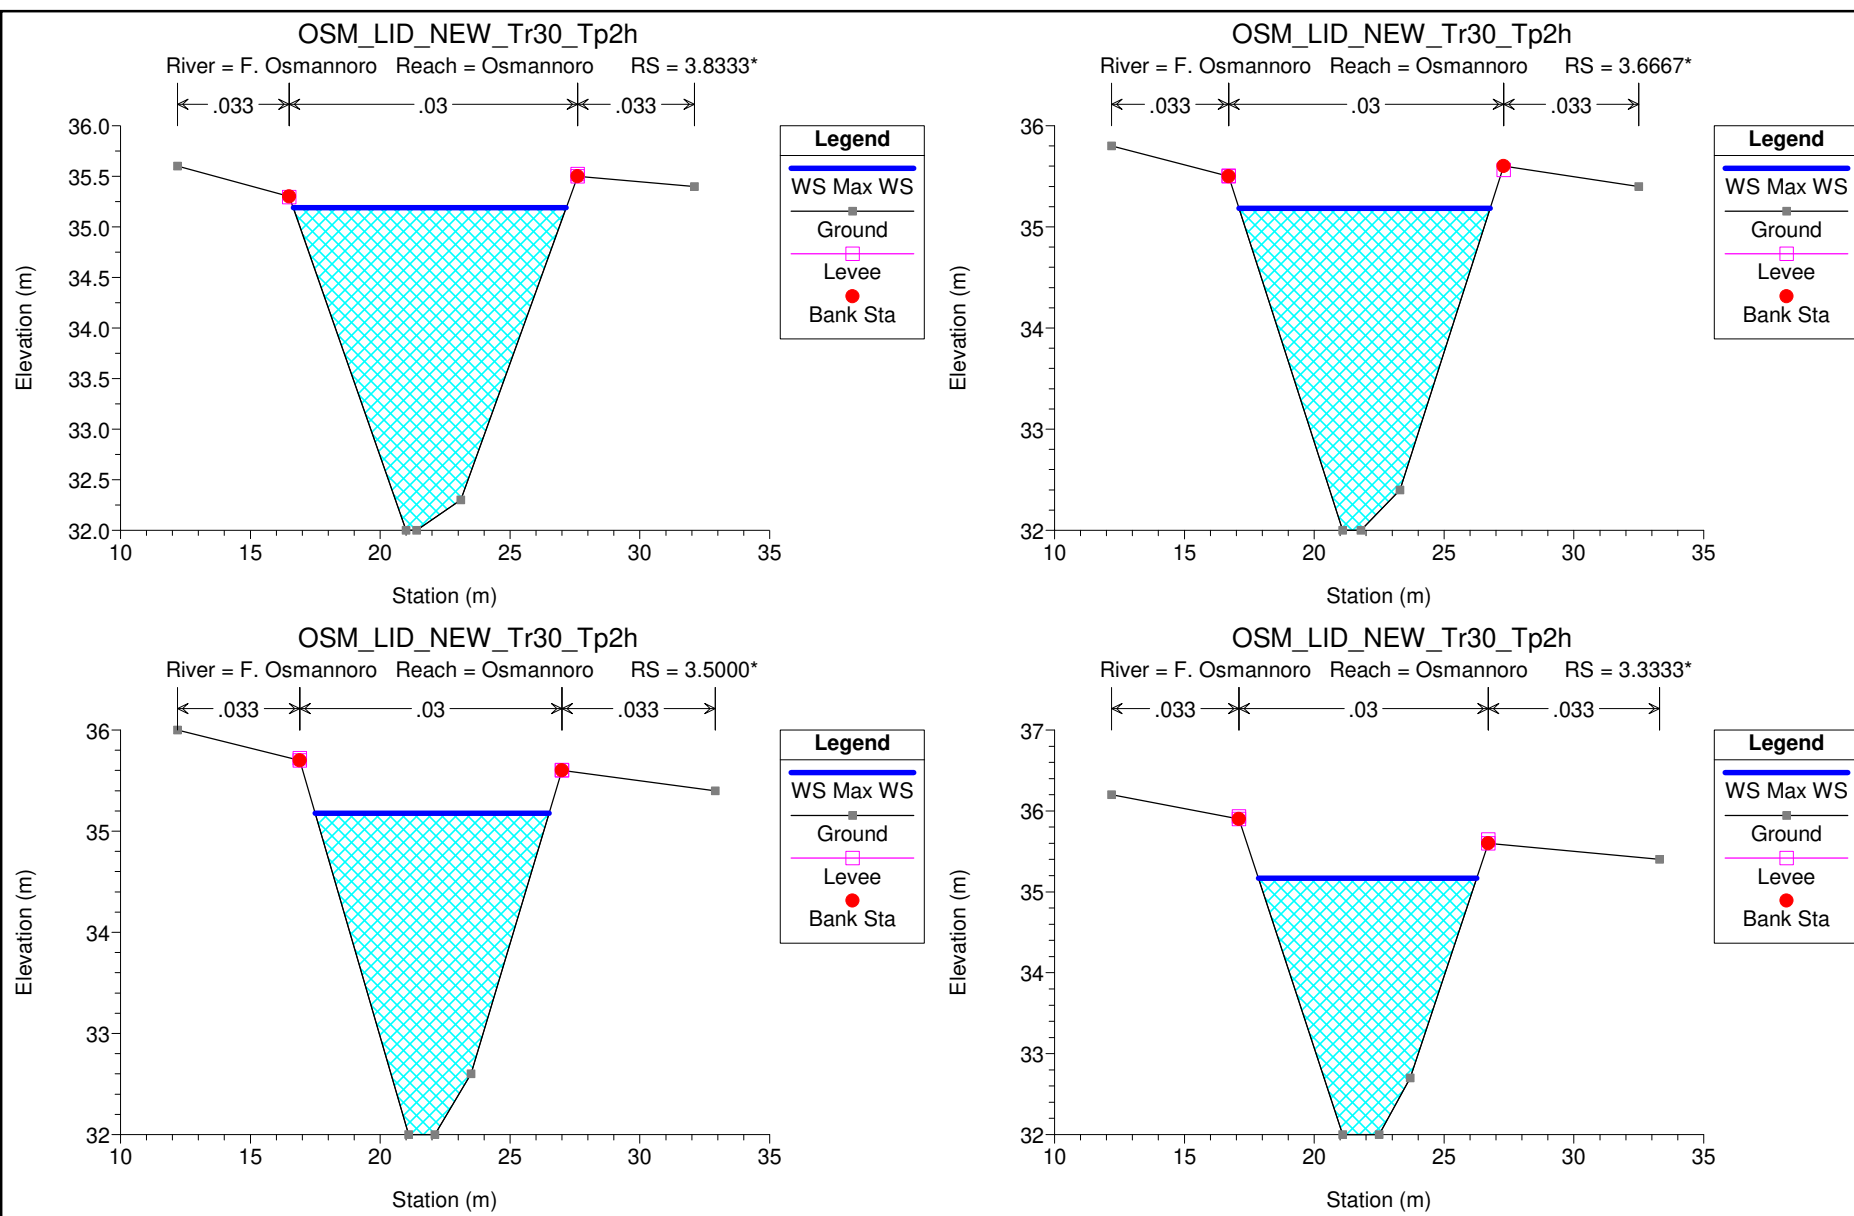 OSM_LID_NEW_Tr30_Tp2h
River = F. Osmannoro Reach = Osmannoro RS = 3.8333*
.033 .03 .033
36.0
35.5
35.0
34.5
34.0
33.5
33.0
32.5
32.0
Elevation (m)
10 15 20 25 30 35
Station (m)
Legend
WS Max WS
Ground
Levee
Bank Sta
OSM_LID_NEW_Tr30_Tp2h
River = F. Osmannoro Reach = Osmannoro RS = 3.6667*
.033 .03 .033
36
35
34
33
32
Elevation (m)
10 15 20 25 30 35
Station (m)
Legend
WS Max WS
Ground
Levee
Bank Sta
OSM_LID_NEW_Tr30_Tp2h
River = F. Osmannoro Reach = Osmannoro RS = 3.5000*
.033 .03 .033
36
35
34
33
32
Elevation (m)
10 15 20 25 30 35
Station (m)
Legend
WS Max WS
Ground
Levee
Bank Sta
OSM_LID_NEW_Tr30_Tp2h
River = F. Osmannoro Reach = Osmannoro RS = 3.3333*
.033 .03 .033
37
36
35
34
33
32
Elevation (m)
10 15 20 25 30 35
Station (m)
Legend
WS Max WS
Ground
Levee
Bank Sta